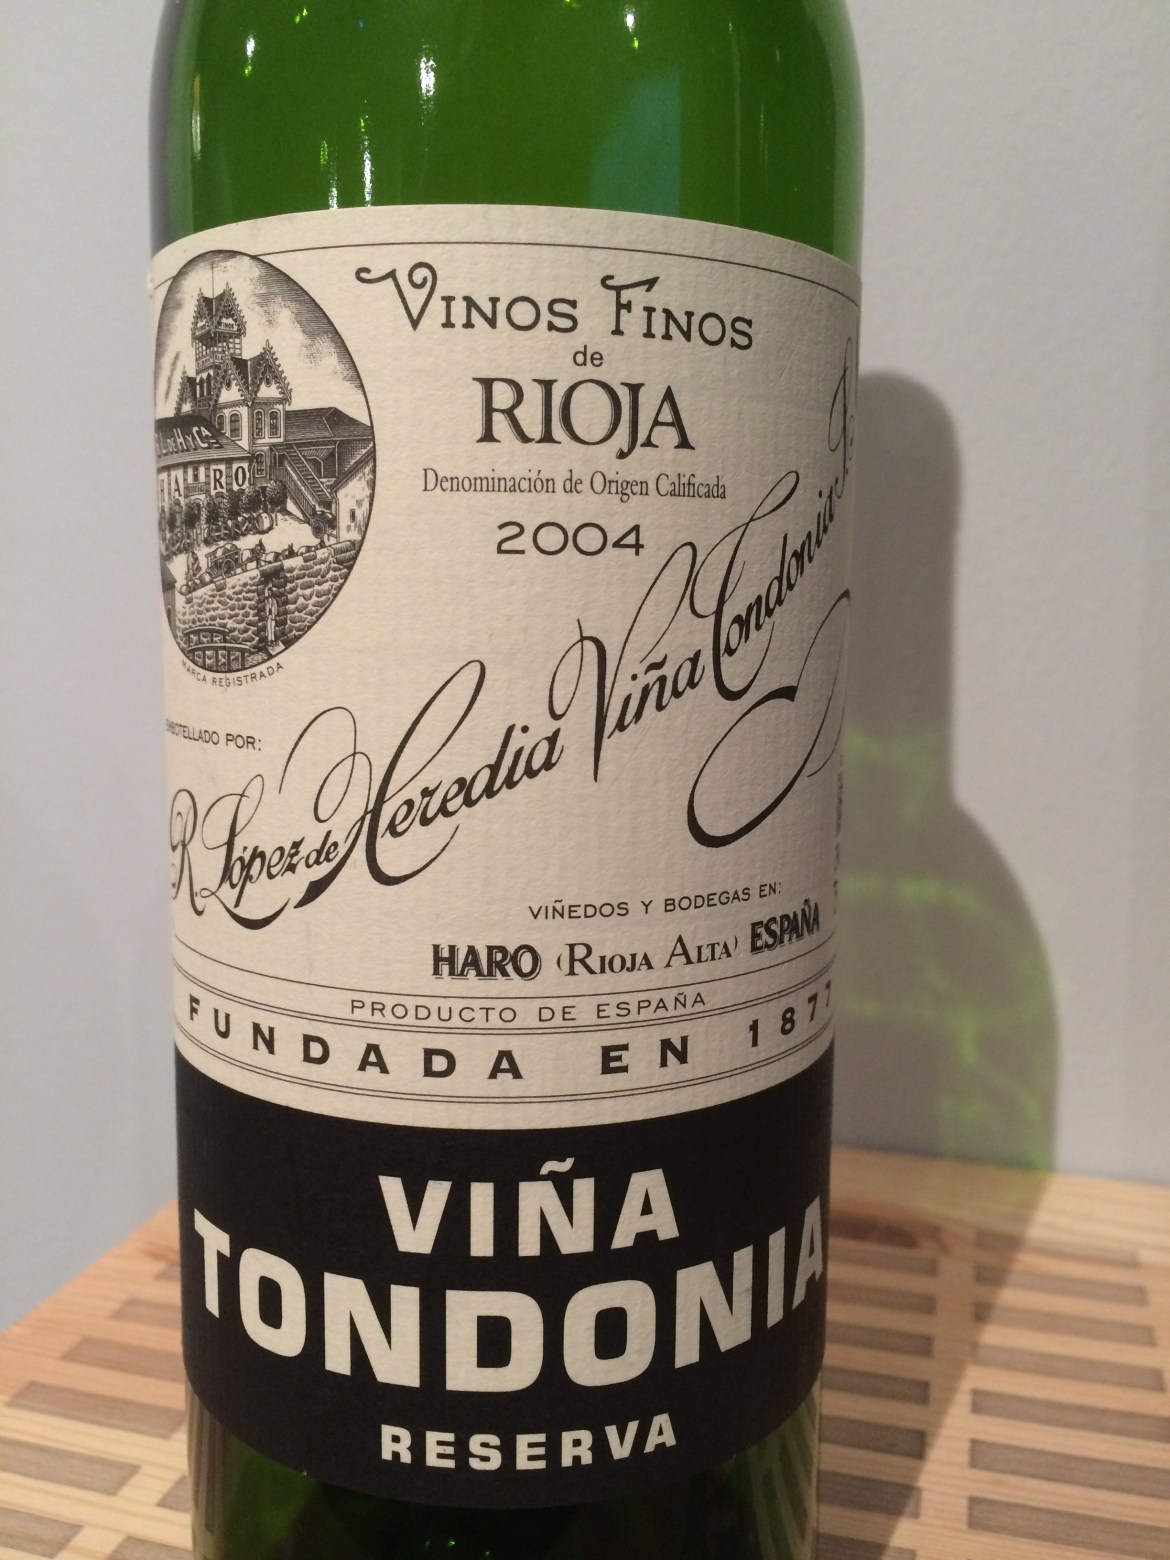 VINOS FINOS
de
RIOJA
Denominación de Origen Calificada
2004
HARO
MARCA REGISTRADA
EMBOTELLADO POR:
R. López de Heredia Viña Tondonia
VIÑEDOS Y BODEGAS EN:
HARO (RIOJA ALTA) ESPAÑA
PRODUCTO DE ESPAÑA
FUNDADA EN 1877
VIÑA
TONDONIA
RESERVA